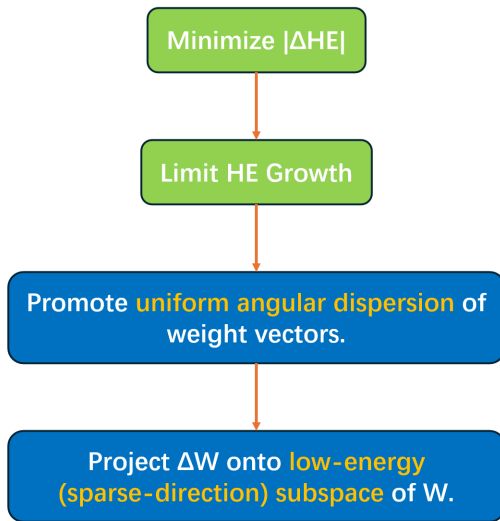 Minimize |ΔHE|
Limit HE Growth
Promote uniform angular dispersion of
weight vectors.
Project ΔW onto low-energy
(sparse-direction) subspace of W.